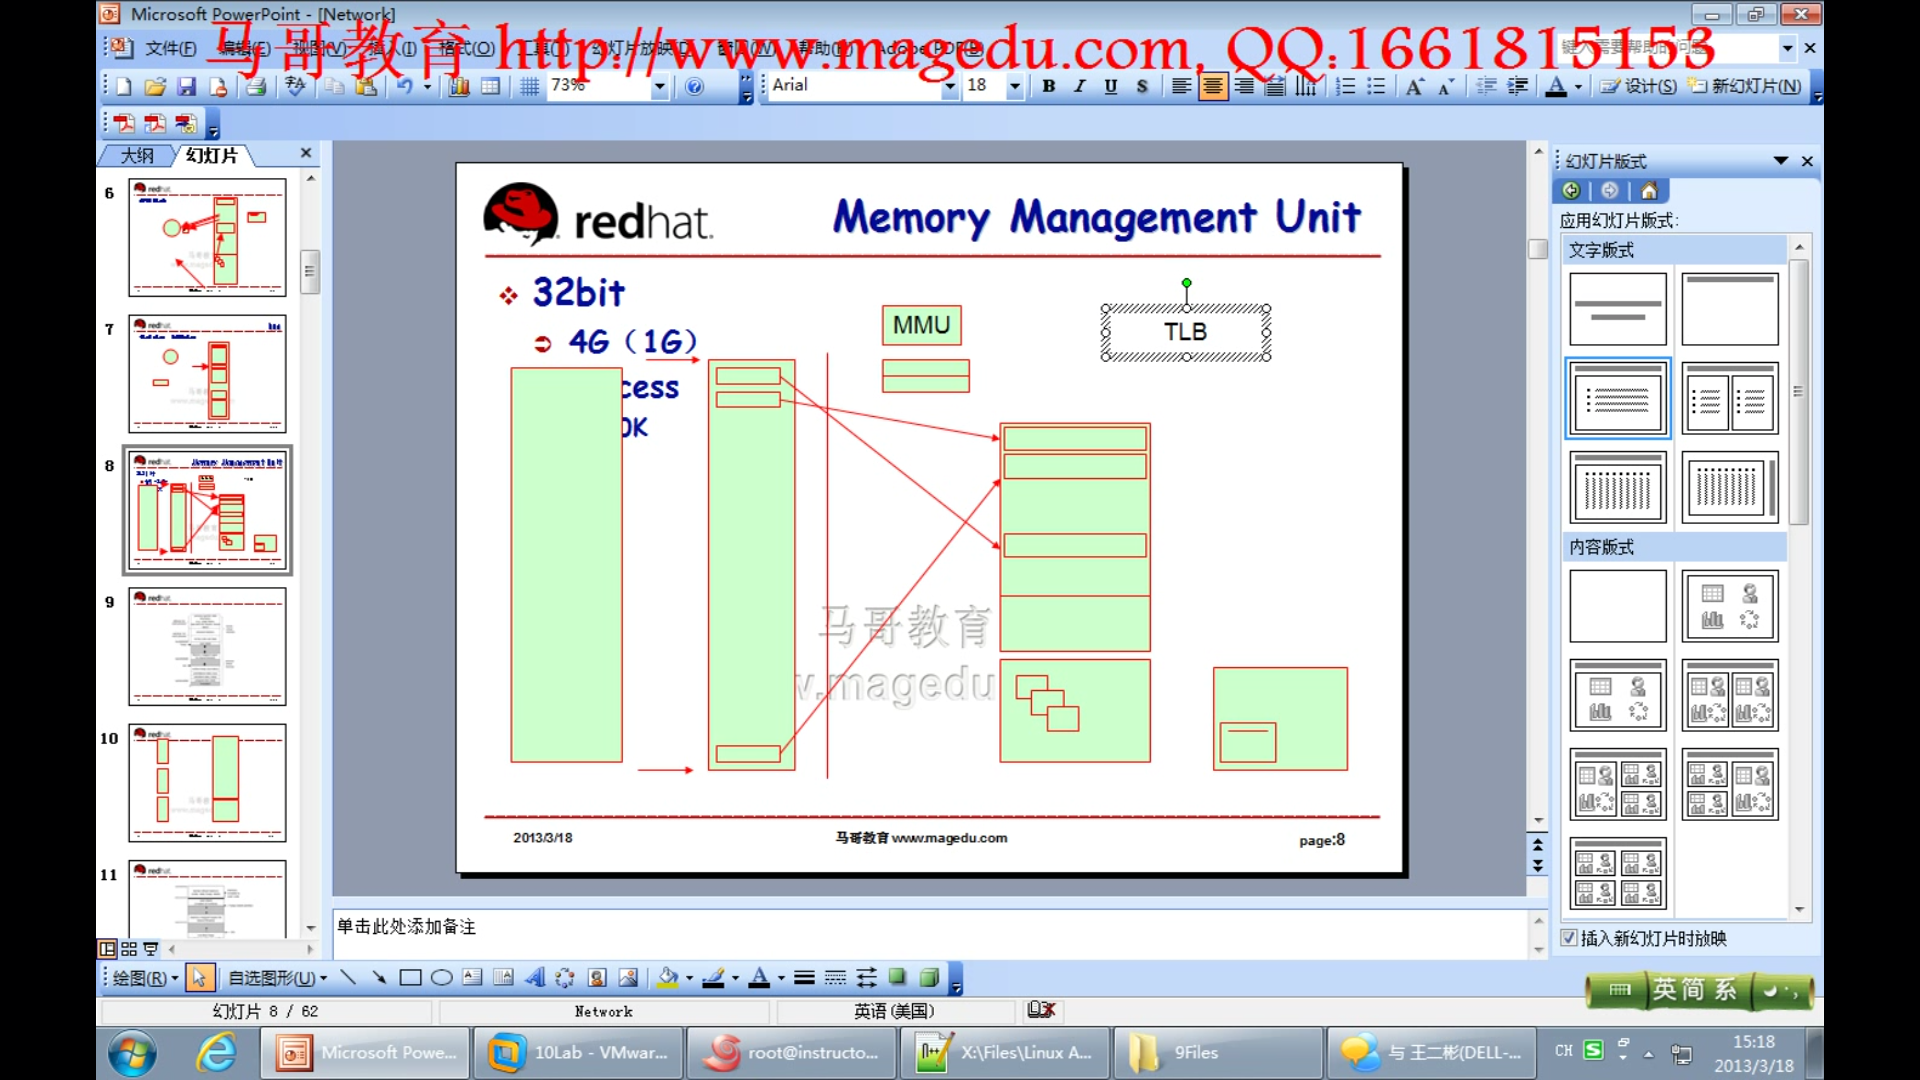 Microsoft PowerPoint - [Network]
马哥教育 http://www.magedu.com, QQ:1661815153
文件(F) 编辑(E) 视图(V) 插入(I) 格式(O) 工具(T) 幻灯片放映(D) 窗口(W) 帮助(H) Adobe PDF(B)
73% Arial 18 B I U S 设计(S) 新幻灯片(N)
大纲 幻灯片
幻灯片版式
应用幻灯片版式:
文字版式
内容版式
插入新幻灯片时放映
6
7
8
9
10
11
redhat.
Memory Management Unit
32bit
4G（1G）
cess
0K
MMU
TLB
马哥教育
w.magedu
2013/3/18
马哥教育 www.magedu.com
page:8
单击此处添加备注
绘图(R) 自选图形(U)
幻灯片 8 / 62
Network
英语(美国)
英简系
Microsoft Powe...
10Lab - VMwar...
root@instructo...
X:\Files\Linux A...
9Files
与 王二彬(DELL-...
CH
15:18
2013/3/18